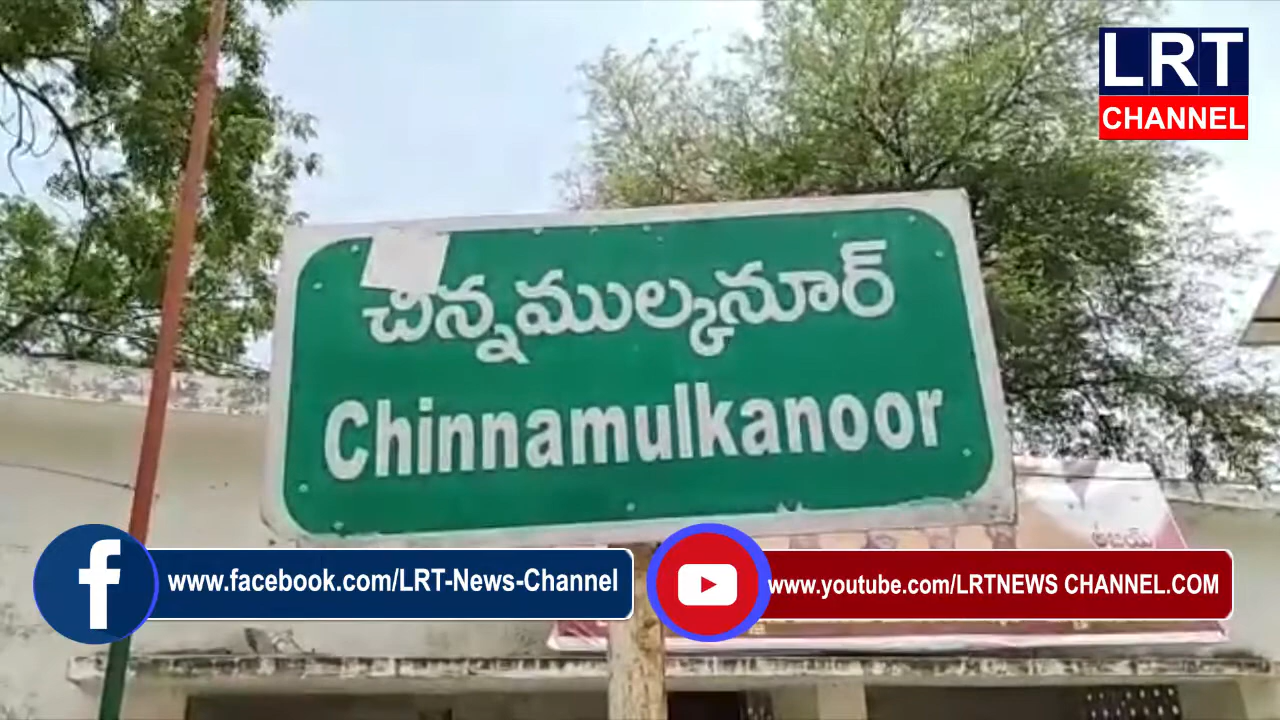 LRT
CHANNEL
చిన్నముల్కనూర్
Chinnamulkanoor
www.facebook.com/LRT-News-Channel
www.youtube.com/LRTNEWS CHANNEL.COM